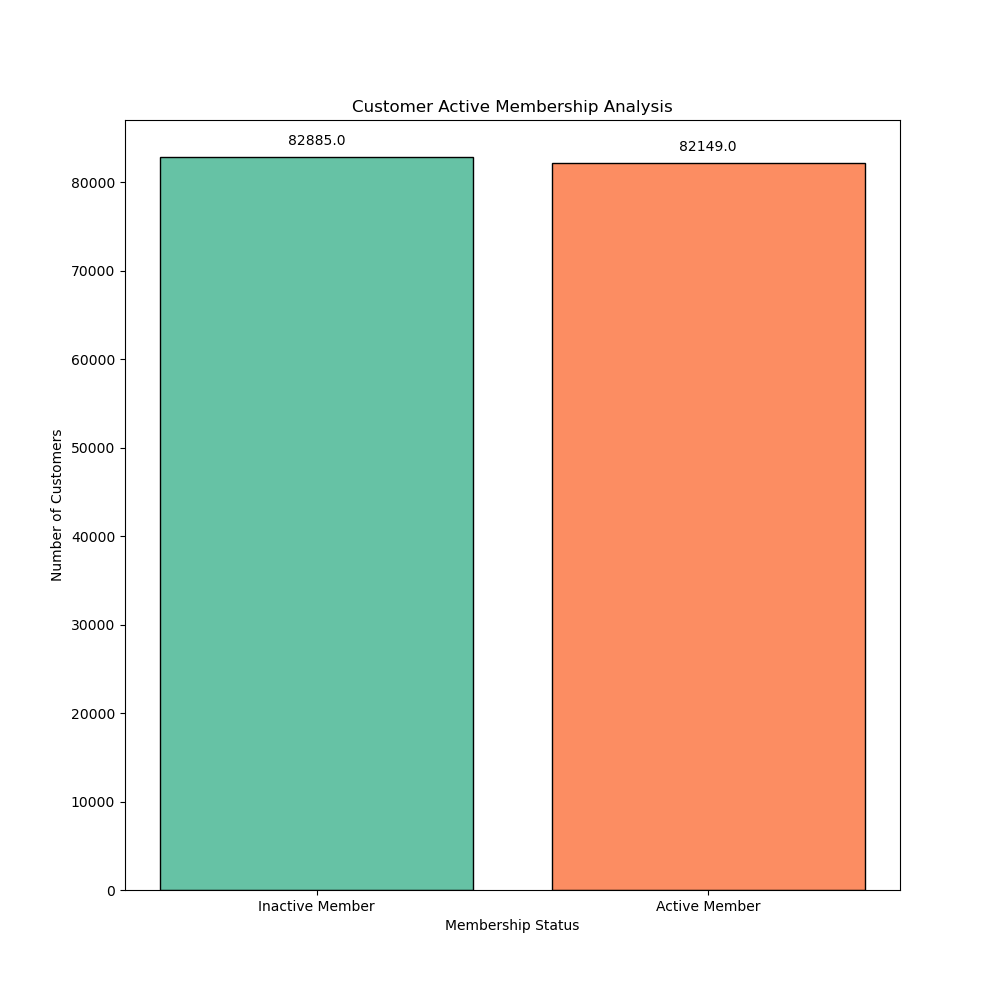 Customer Active Membership Analysis
82885.0
82149.0
80000
70000
60000
50000
40000
30000
20000
10000
0
Number of Customers
Inactive Member
Active Member
Membership Status